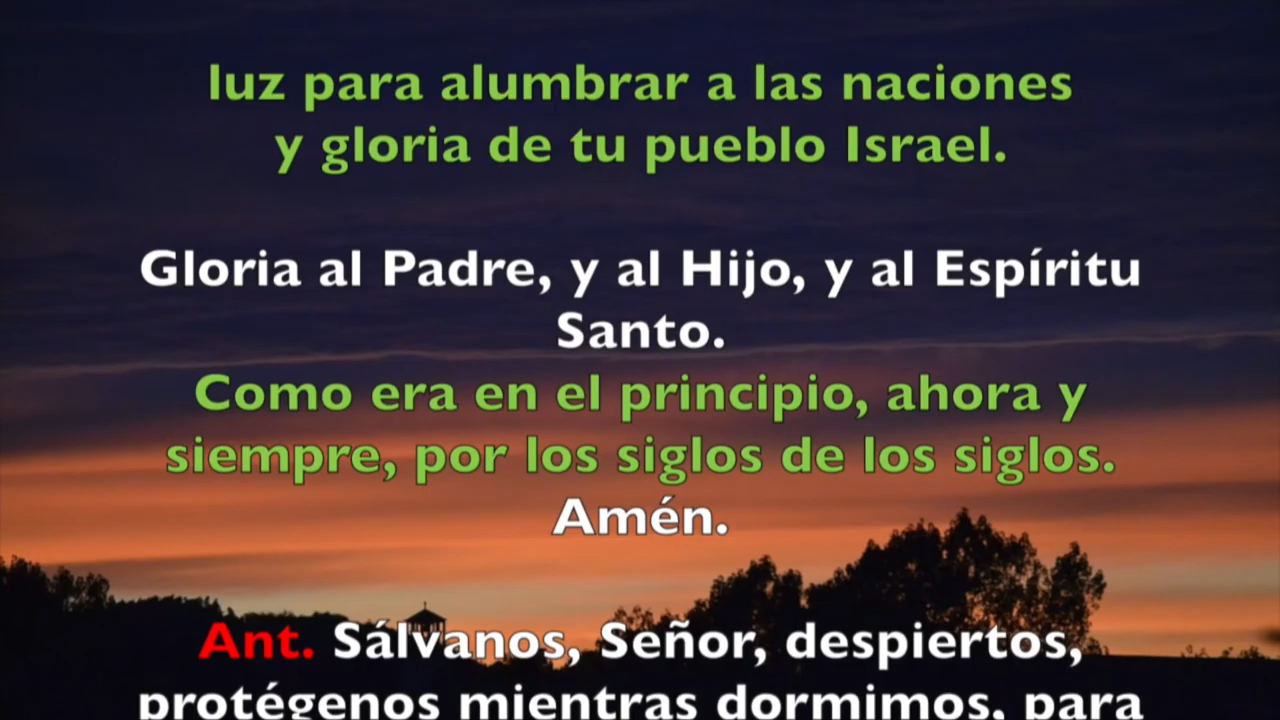 luz para alumbrar a las naciones
y gloria de tu pueblo Israel.
Gloria al Padre, y al Hijo, y al Espíritu
Santo.
Como era en el principio, ahora y
siempre, por los siglos de los siglos.
Amén.
Ant. Sálvanos, Señor, despiertos,
protégenos mientras dormimos, para